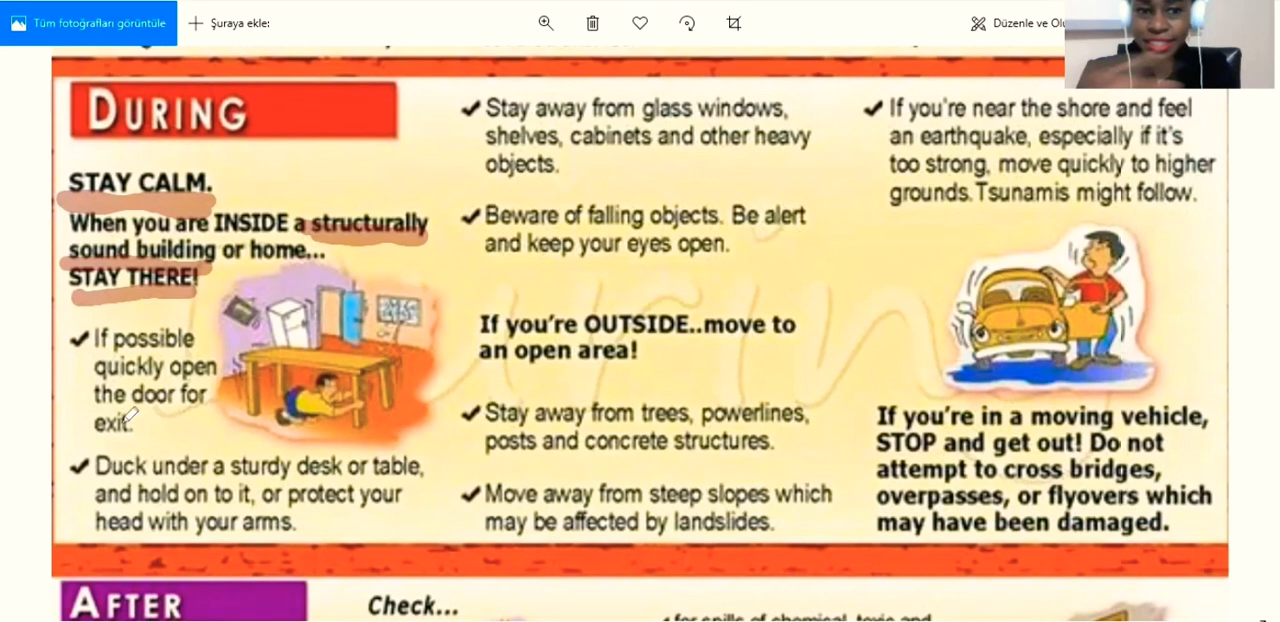 Tüm fotoğrafları görüntüle
Şuraya ekle:
DURING
STAY CALM.
When you are INSIDE a structurally
sound building or home...
STAY THERE!
✔ If possible
quickly open
the door for
exit.
✔ Duck under a sturdy desk or table,
and hold on to it, or protect your
head with your arms.
✔ Stay away from glass windows,
shelves, cabinets and other heavy
objects.
✔ Beware of falling objects. Be alert
and keep your eyes open.
If you're OUTSIDE..move to
an open area!
✔ Stay away from trees, powerlines,
posts and concrete structures.
✔ Move away from steep slopes which
may be affected by landslides.
✔ If you're near the shore and feel
an earthquake, especially if it's
too strong, move quickly to higher
grounds.Tsunamis might follow.
If you're in a moving vehicle,
STOP and get out! Do not
attempt to cross bridges,
overpasses, or flyovers which
may have been damaged.
AFTER
Check...
for spills of chemical, toxic and
Düzenle ve Olu